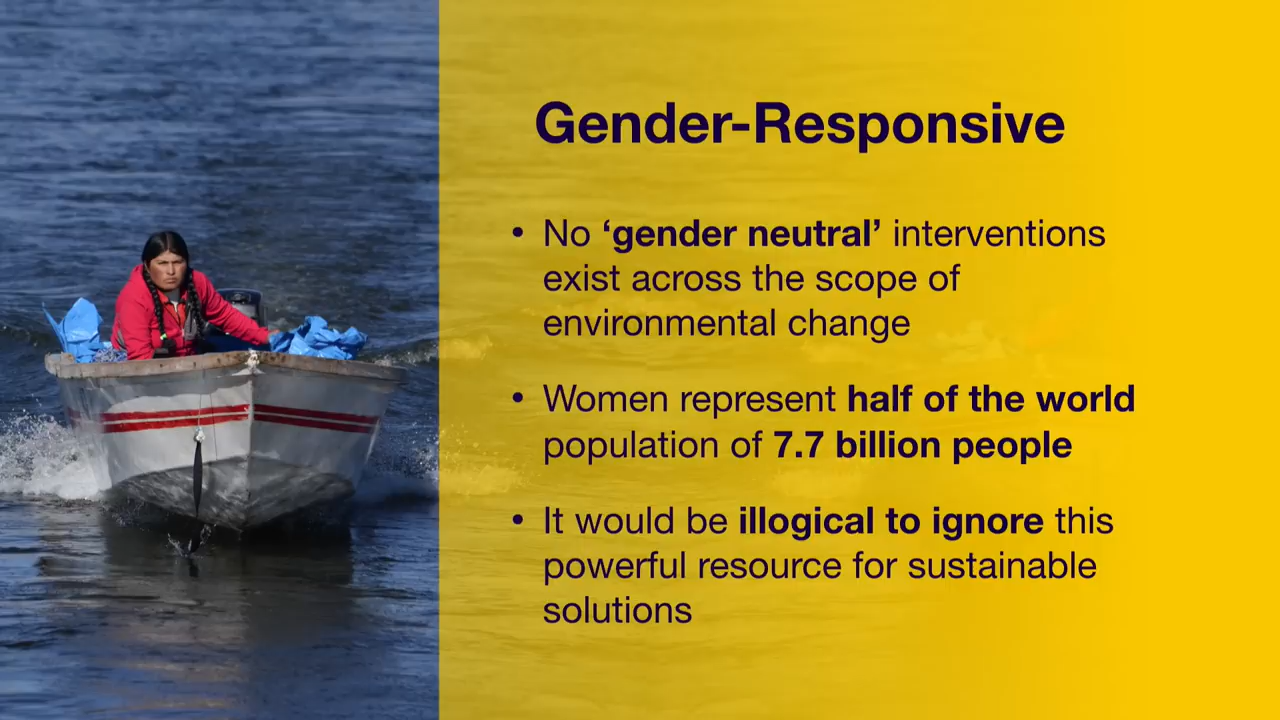 Gender-Responsive
• No ‘gender neutral’ interventions
exist across the scope of
environmental change
• Women represent half of the world
population of 7.7 billion people
• It would be illogical to ignore this
powerful resource for sustainable
solutions